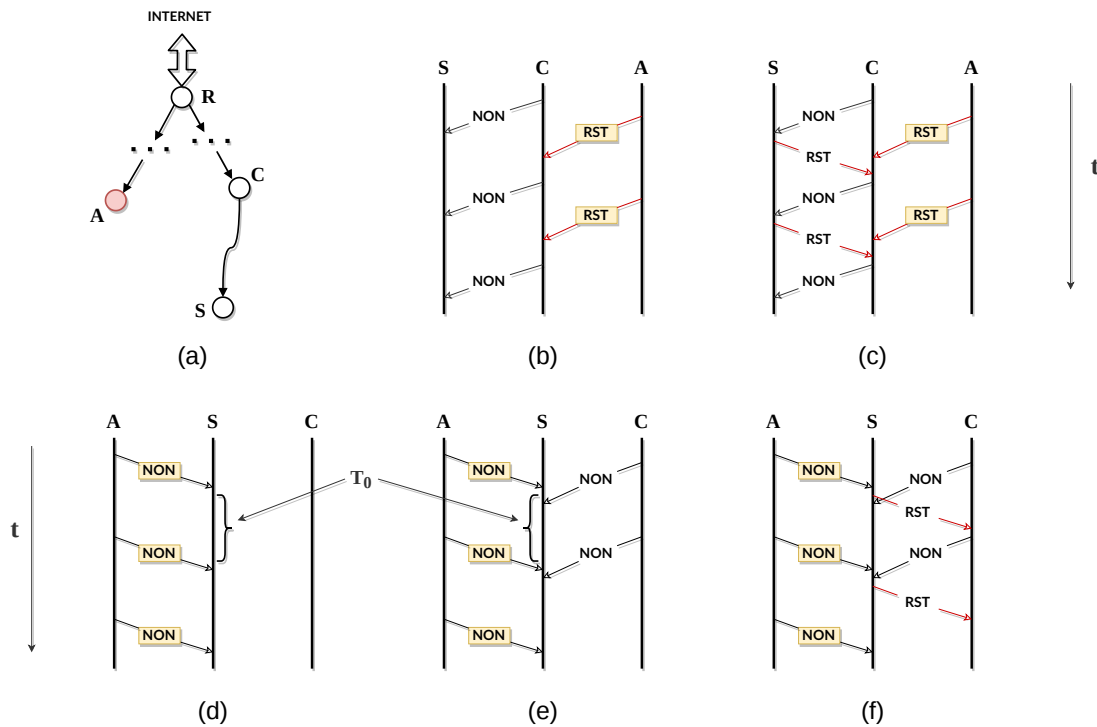 INTERNET
R
C
A
S
(a)
S C A
NON
RST
NON
RST
NON
(b)
S C A
NON
RST
RST
NON
RST
RST
NON
t
(c)
t
A S C
NON
NON
NON
(d)
T0
A S C
NON
NON
NON
NON
NON
(e)
A S C
NON NON
RST
NON NON
RST
NON
(f)